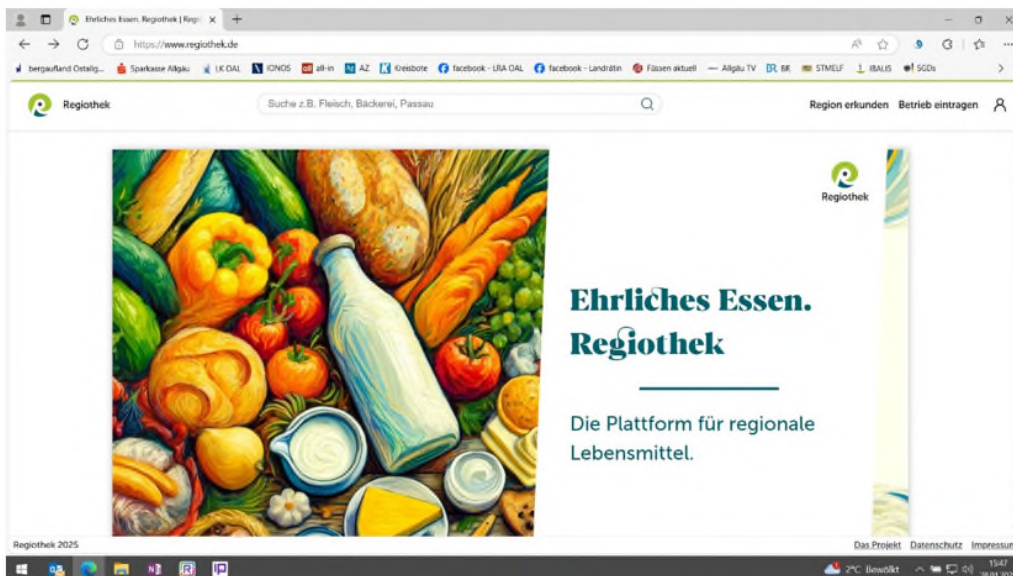 Ehrliches Essen. Regiothek | Regi
https://www.regiothek.de
bergaufland Ostallg...
Sparkasse Allgäu
LK OAL
IONOS
all-in
AZ
Kreisbote
facebook - LRA OAL
facebook - Landrätin
Füssen aktuell
Allgäu TV
BR
STMELF
IBALIS
SGDs
Regiothek
Suche z.B. Fleisch, Bäckerei, Passau
Region erkunden
Betrieb eintragen
Regiothek
Ehrliches Essen.
Regiothek
Die Plattform für regionale
Lebensmittel.
Regiothek 2025
Das Projekt
Datenschutz
Impressum
2°C Bewölkt
15:47